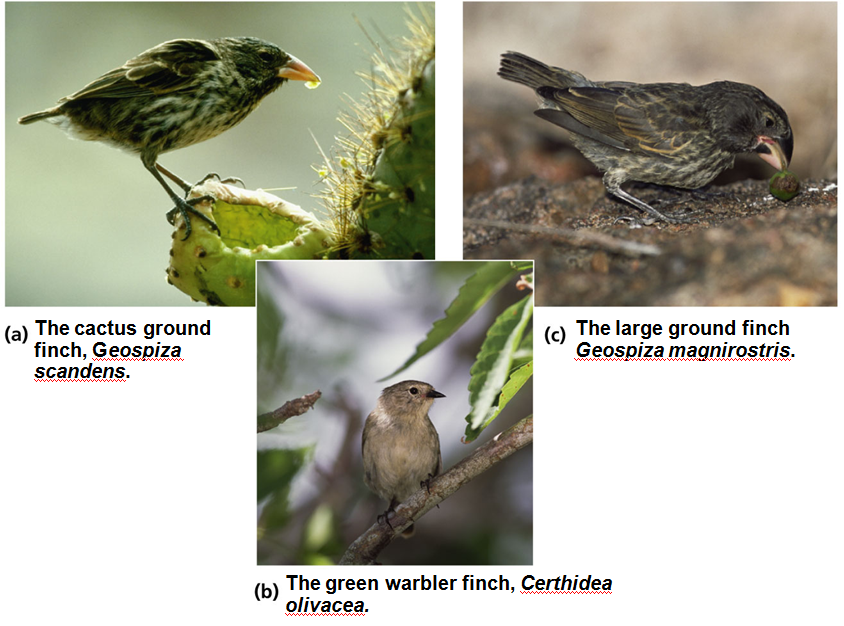 (a) The cactus ground
finch, Geospiza
scandens.
(c) The large ground finch
Geospiza magnirostris.
(b) The green warbler finch, Certhidea
olivacea.